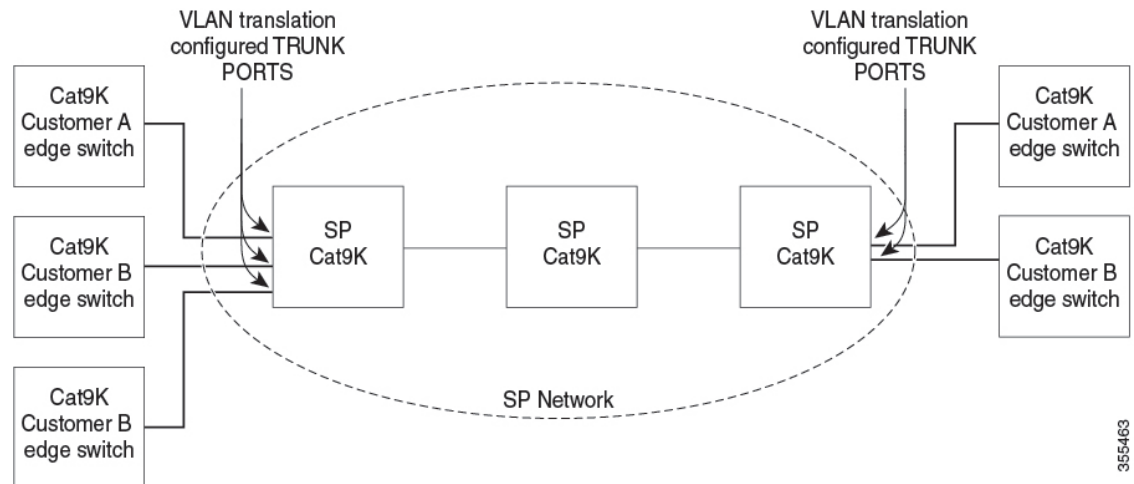 VLAN translation
configured TRUNK
PORTS
VLAN translation
configured TRUNK
PORTS
Cat9K
Customer A
edge switch
Cat9K
Customer A
edge switch
Cat9K
Customer B
edge switch
SP
Cat9K
SP
Cat9K
SP
Cat9K
Cat9K
Customer B
edge switch
Cat9K
Customer B
edge switch
SP Network
355463